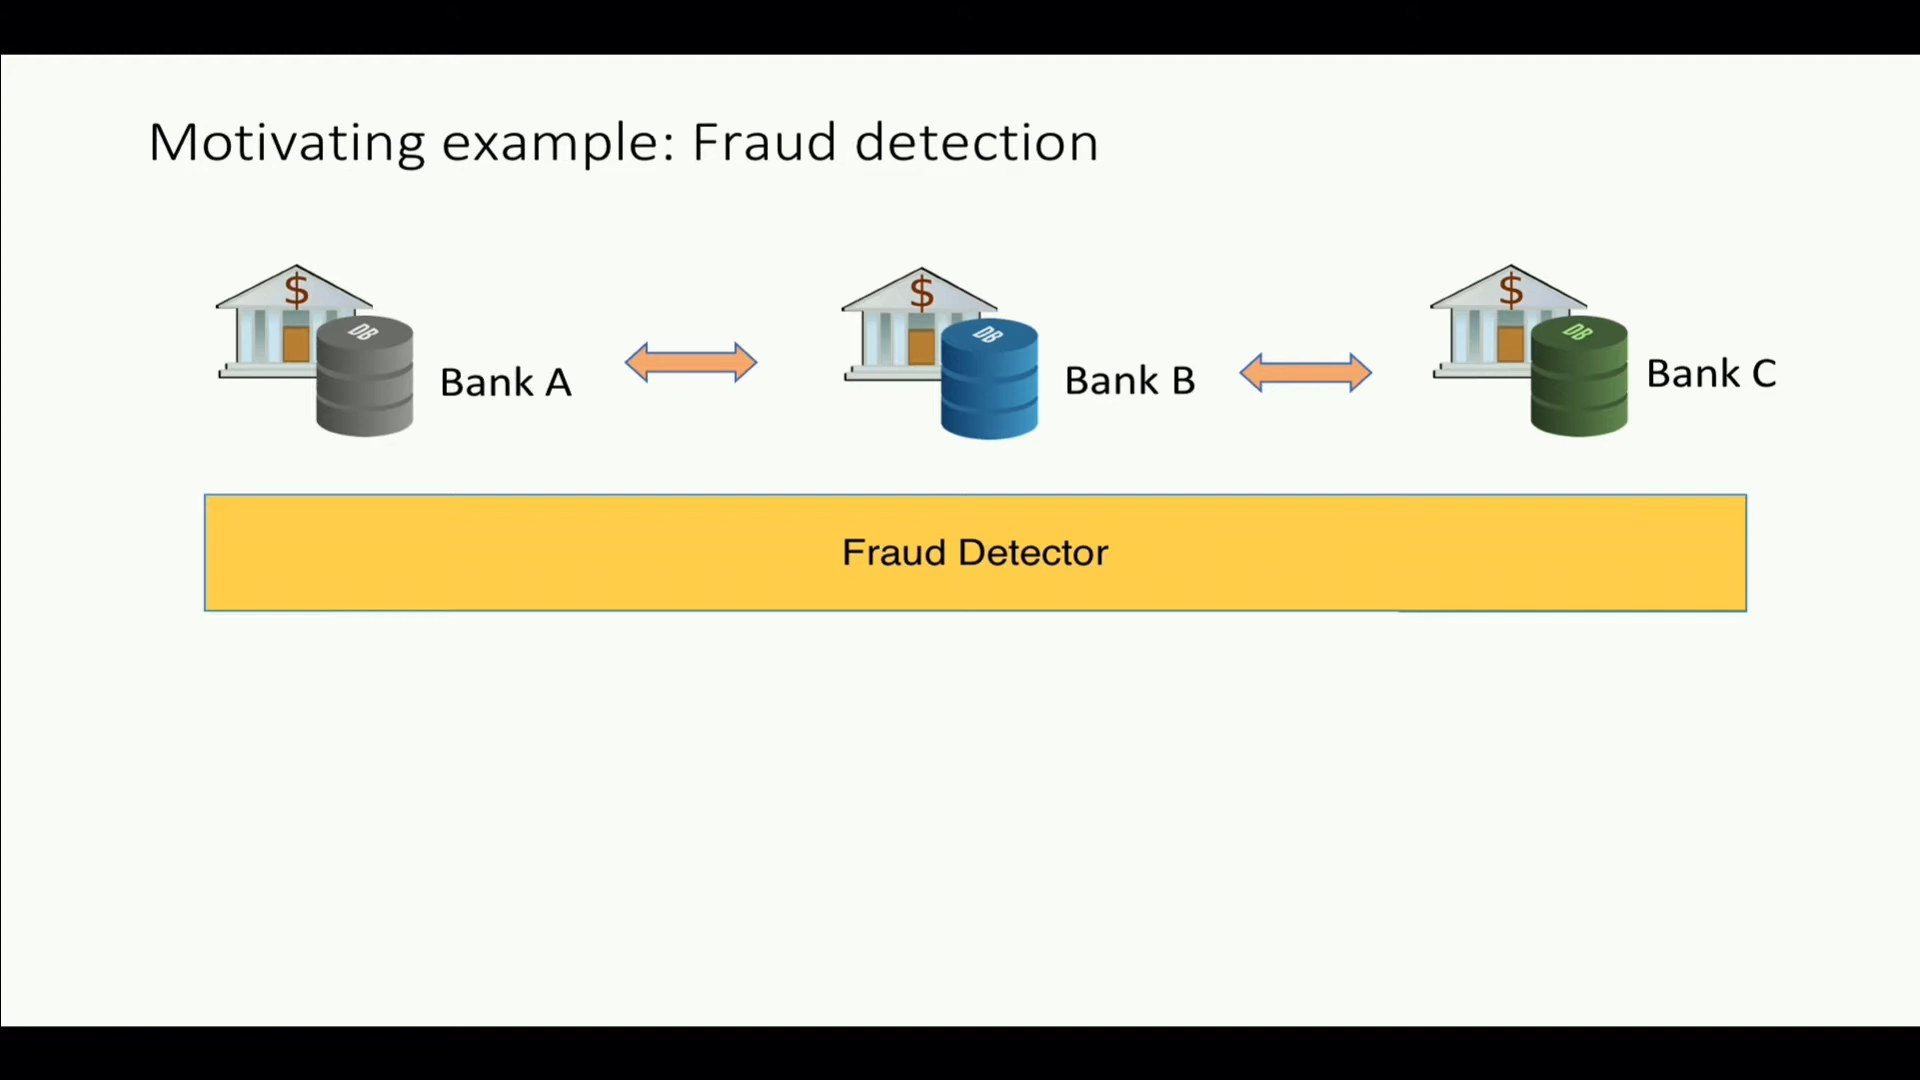 Motivating example: Fraud detection
$
$
$
DB
DB
DB
Bank A
Bank B
Bank C
Fraud Detector